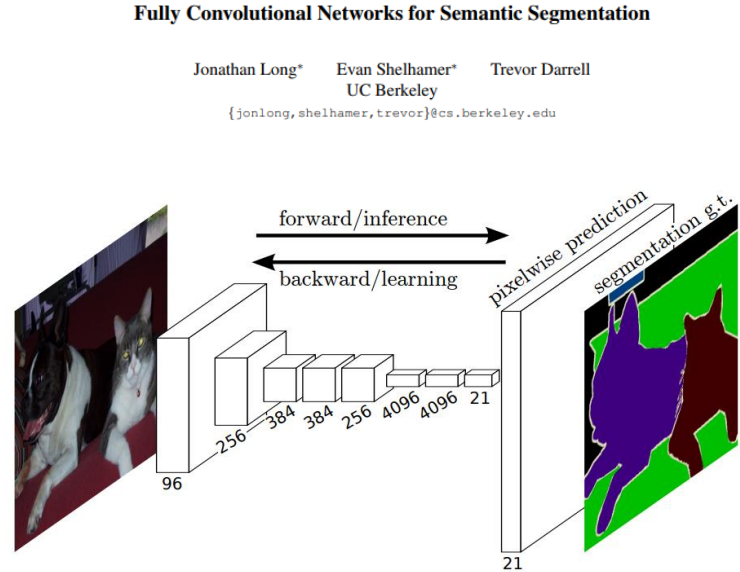 Fully Convolutional Networks for Semantic Segmentation
Jonathan Long* Evan Shelhamer* Trevor Darrell
UC Berkeley
{jonlong,shelhamer,trevor}@cs.berkeley.edu
forward/inference
backward/learning
pixelwise prediction
segmentation g.t.
96
256
384
384
256
4096
4096
21
21